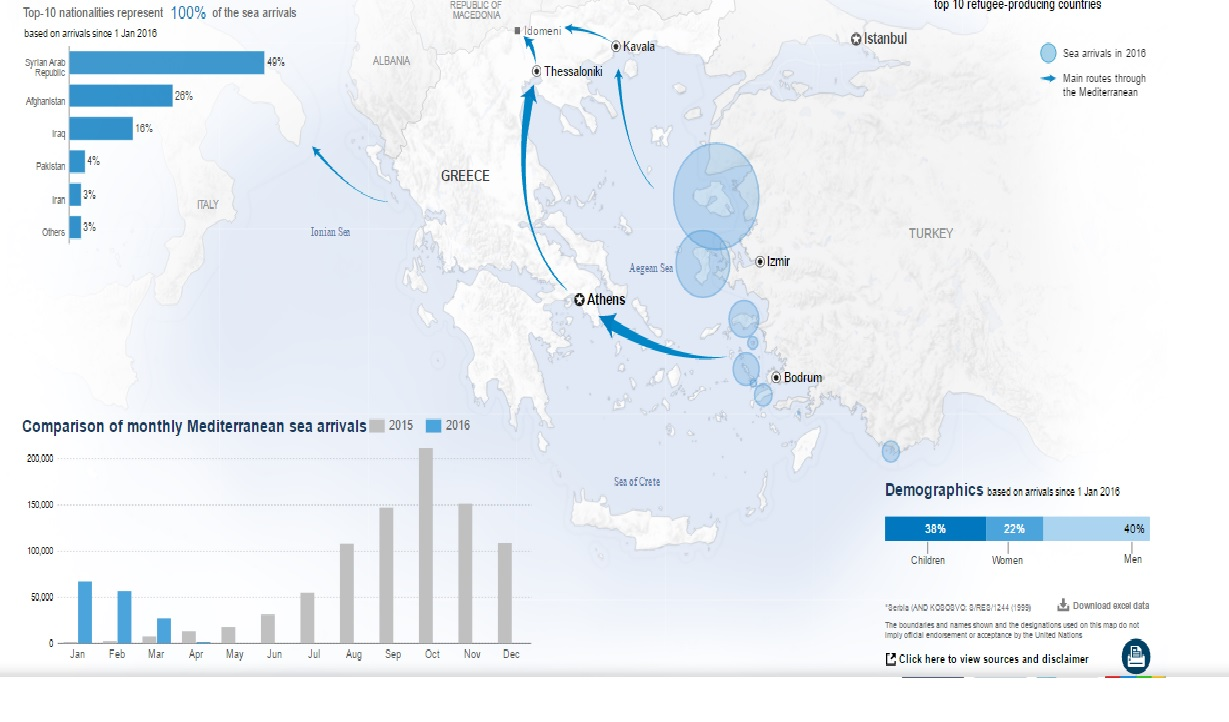 Top-10 nationalities represent 100% of the sea arrivals
based on arrivals since 1 Jan 2016
Syrian Arab
Republic
49%
Afghanistan
26%
Iraq
16%
Pakistan
4%
Iran
3%
Others
3%
REPUBLIC OF
MACEDONIA
Idomeni
Kavala
Thessaloniki
ALBANIA
GREECE
ITALY
Ionian Sea
Aegean Sea
Athens
Istanbul
TURKEY
Izmir
Bodrum
Sea of Crete
top 10 refugee-producing countries
Sea arrivals in 2016
Main routes through
the Mediterranean
Comparison of monthly Mediterranean sea arrivals 2015 2016
200,000
150,000
100,000
50,000
0
Jan Feb Mar Apr May Jun Jul Aug Sep Oct Nov Dec
Demographics based on arrivals since 1 Jan 2016
38% 22% 40%
Children Women Men
*Serbia (AND KOSOSVO: S/RES/1244 (1999)
Download excel data
The boundaries and names shown and the designations used on this map do not
imply official endorsement or acceptance by the United Nations
Click here to view sources and disclaimer